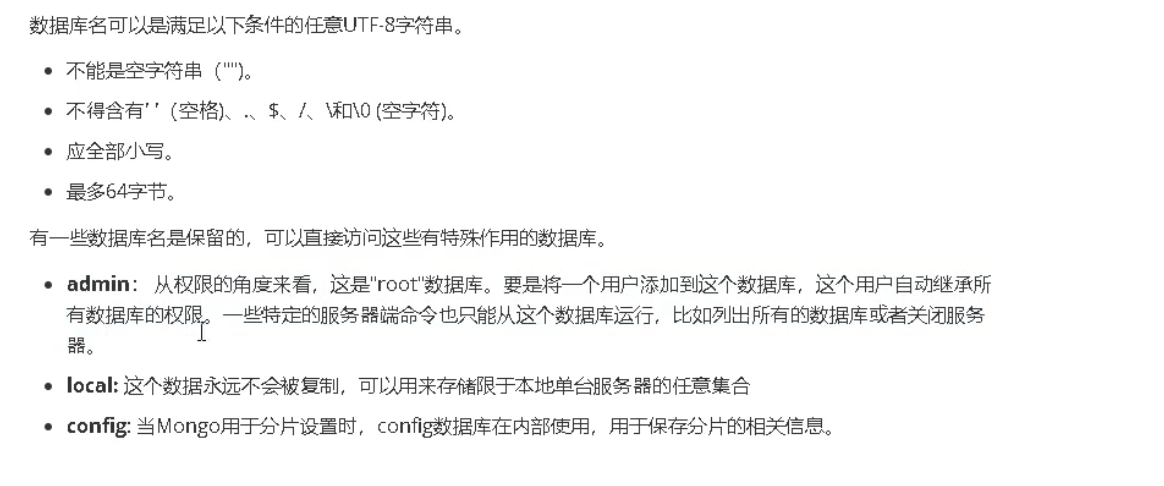 数据库名可以是满足以下条件的任意UTF-8字符串。
• 不能是空字符串（"")。
• 不得含有' '（空格)、.、$、/、\和\0 (空字符)。
• 应全部小写。
• 最多64字节。
有一些数据库名是保留的，可以直接访问这些有特殊作用的数据库。
• admin： 从权限的角度来看，这是"root"数据库。要是将一个用户添加到这个数据库，这个用户自动继承所
有数据库的权限。一些特定的服务器端命令也只能从这个数据库运行，比如列出所有的数据库或者关闭服务
器。
• local: 这个数据永远不会被复制，可以用来存储限于本地单台服务器的任意集合
• config: 当Mongo用于分片设置时，config数据库在内部使用，用于保存分片的相关信息。